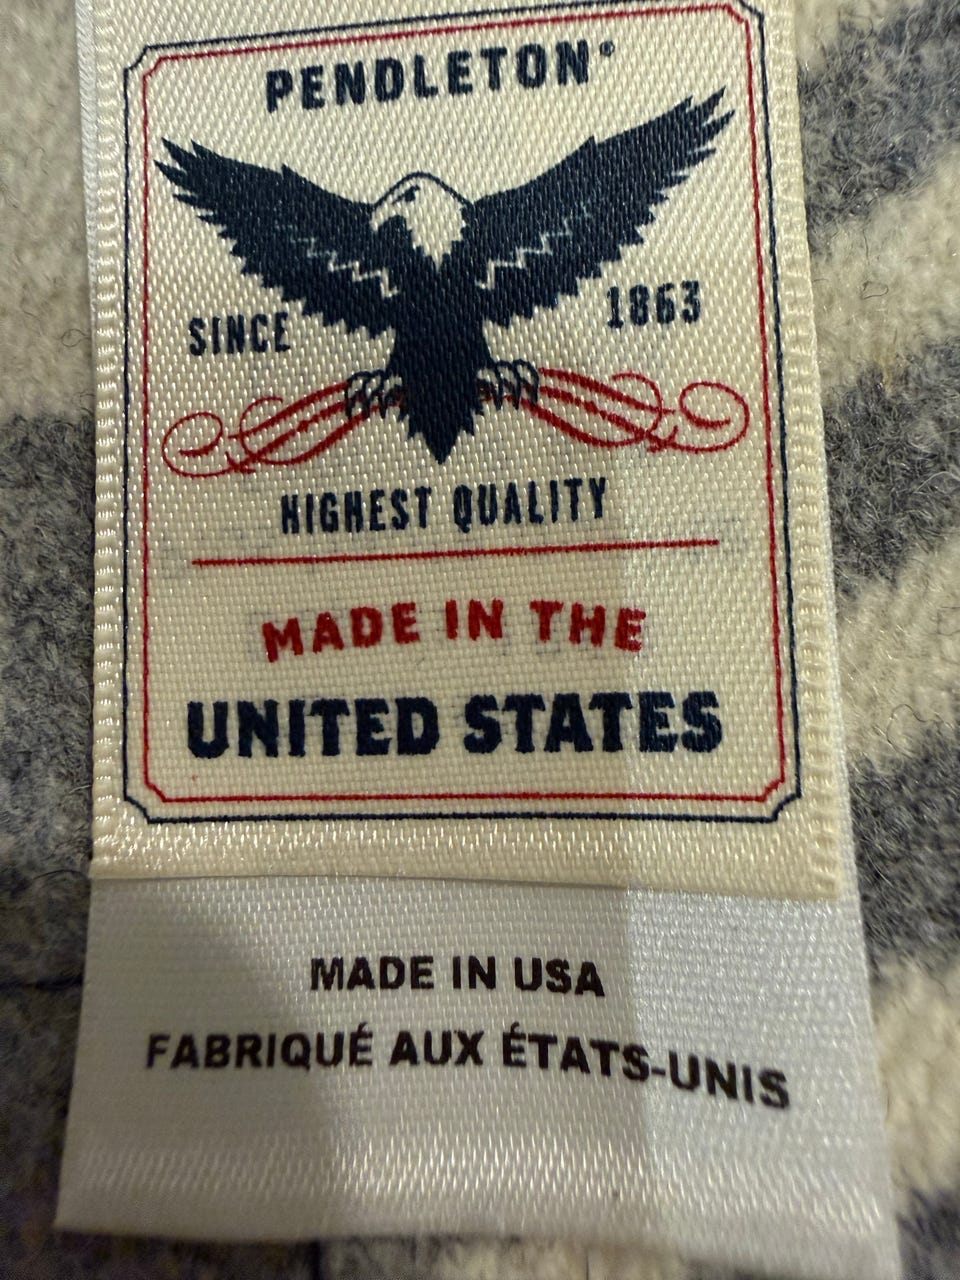 PENDLETON®
SINCE 1863
HIGHEST QUALITY
MADE IN THE
UNITED STATES
MADE IN USA
FABRIQUÉ AUX ÉTATS-UNIS